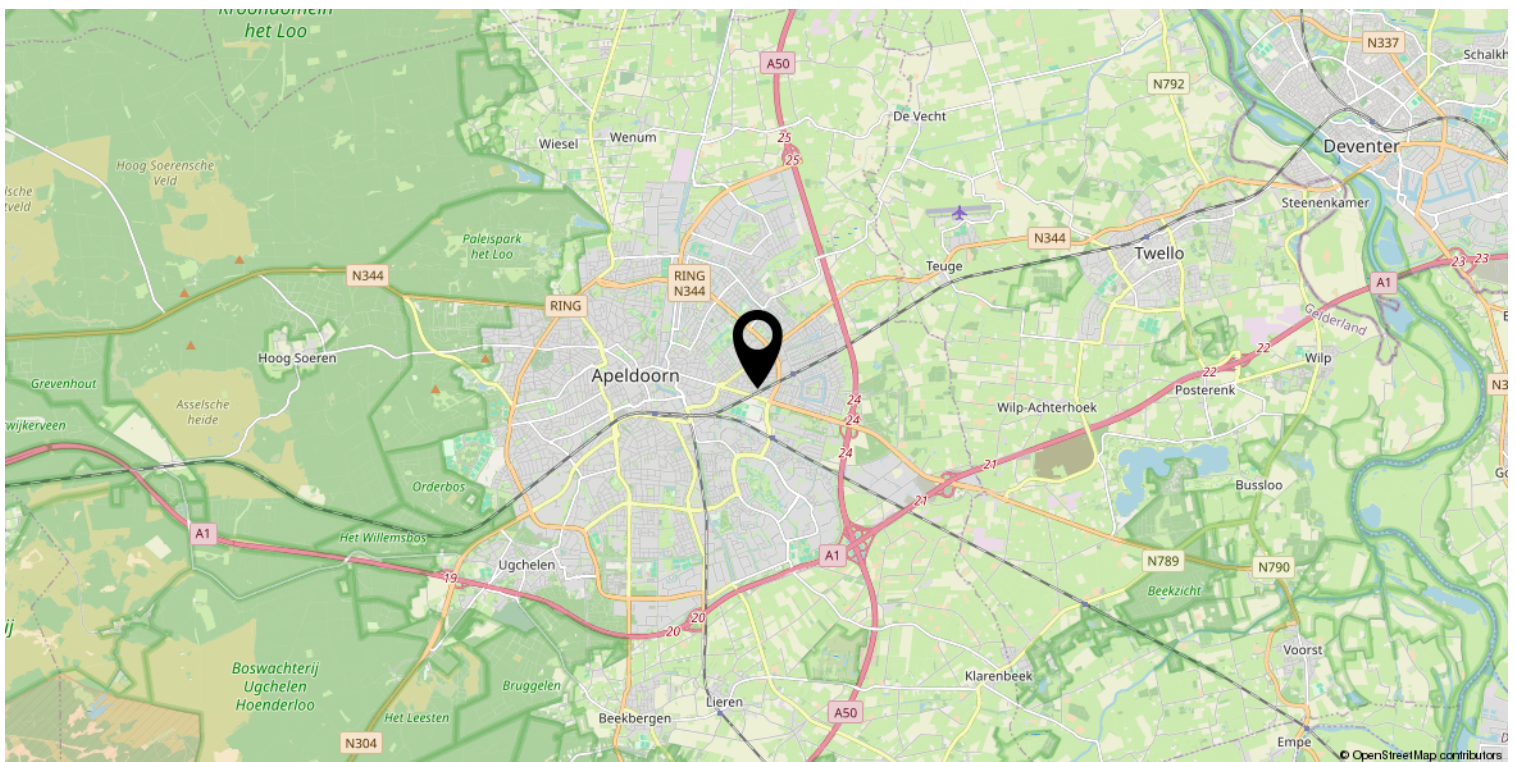 het Loo
A50
N337
Schalkh
N792
De Vecht
Wiesel
Wenum
25
25
Deventer
Hoog Soerensche
Veld
Steenenkamer
Paleispark
het Loo
N344
Twello
Teuge
23
23
N344
RING
N344
A1
RING
Gelderland
Hoog Soeren
22
Wilp
22
Apeldoorn
Grevenhout
N3
Posterenk
Asselsche
heide
24
Wilp-Achterhoek
24
24
21
Orderbos
Bussloo
21
A1
Het Willemsbos
A1
Ugchelen
N789
N790
19
Beekzicht
20
20
Voorst
Boswachterij
Ugchelen
Hoenderloo
Klarenbeek
Bruggelen
Lieren
Het Leesten
Beekbergen
A50
N304
Empe
© OpenStreetMap contributors